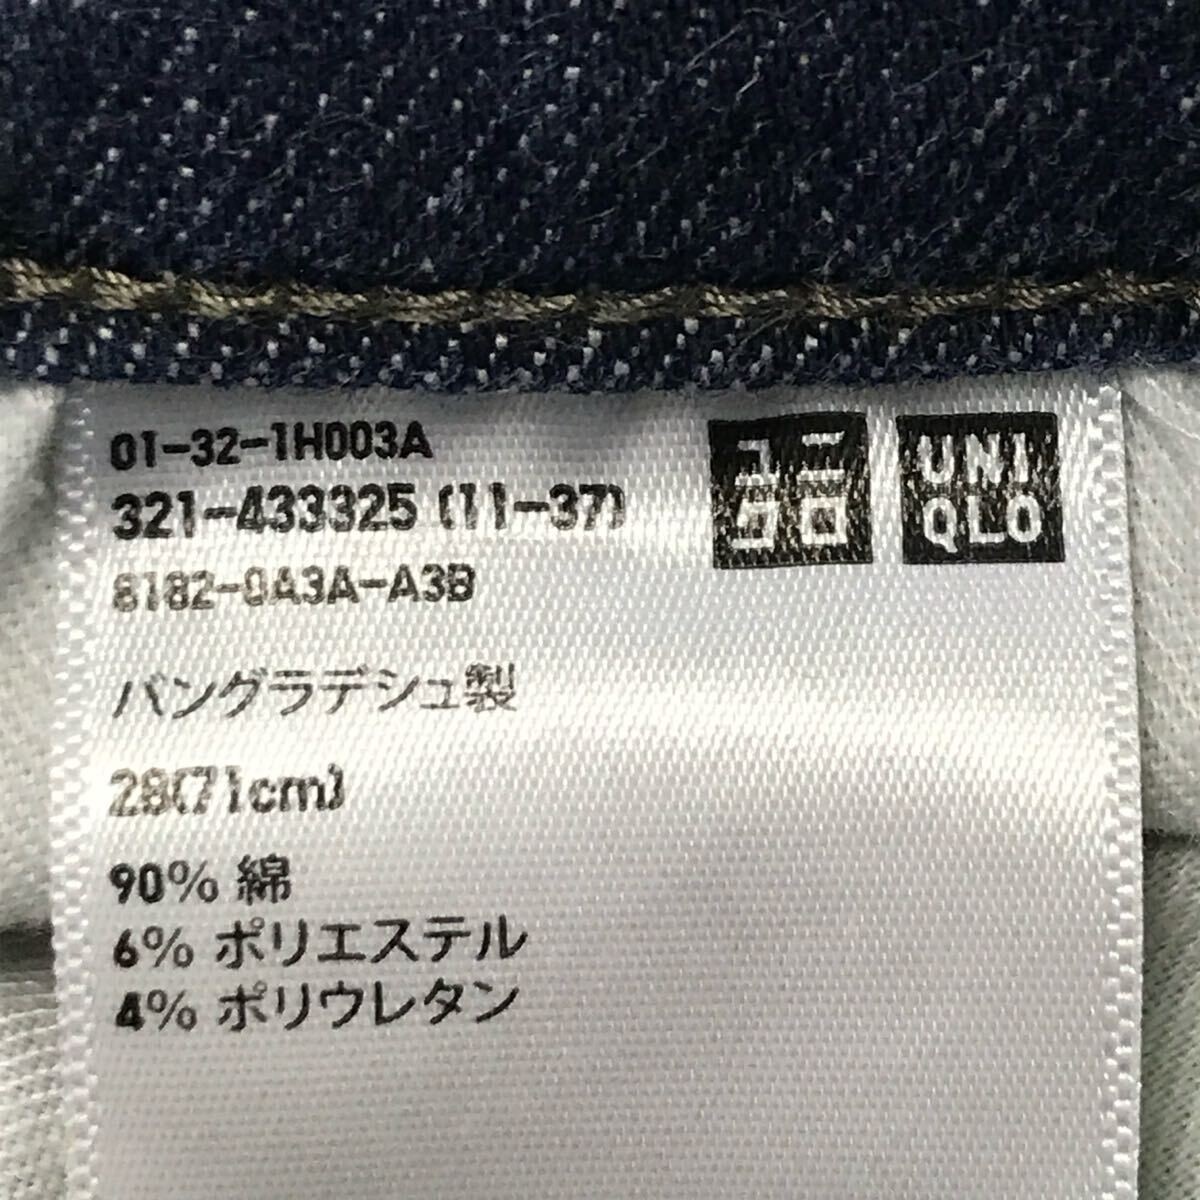 01-32-1H003A
321-433325 (11-37)
8182-0A3A-A3B
ユニ
クロ
UNI
QLO
バングラデシュ製
28(71cm)
90% 綿
6% ポリエステル
4% ポリウレタン